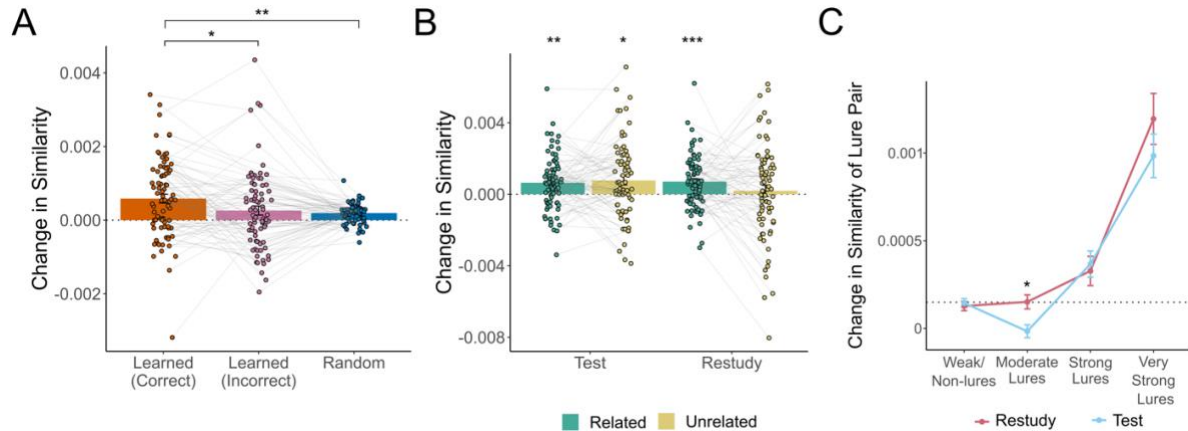 A
Change in Similarity
0.004
0.002
0.000
-0.002
**
*
Learned
(Correct)
Learned
(Incorrect)
Random
B
Change in Similarity
0.004
0.000
-0.004
-0.008
** * ***
Test Restudy
Related Unrelated
C
Change in Similarity of Lure Pair
0.001
0.0005
0
*
Weak/
Non-lures
Moderate
Lures
Strong
Lures
Very
Strong
Lures
Restudy Test